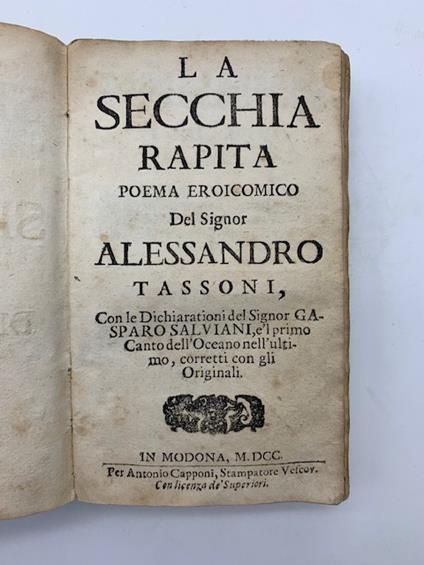 LA
SECCHIA
RAPITA
POEMA EROICOMICO
Del Signor
ALESSANDRO
TASSONI,
Con le Dichiarationi del Signor GA-
SPARO SALVIANI, e'l primo
Canto dell'Oceano nell'ulti-
mo, corretti con gli
Originali.
IN MODONA, M.DCC.
Per Antonio Capponi, Stampatore Vescov.
Con licenza de' Superiori.